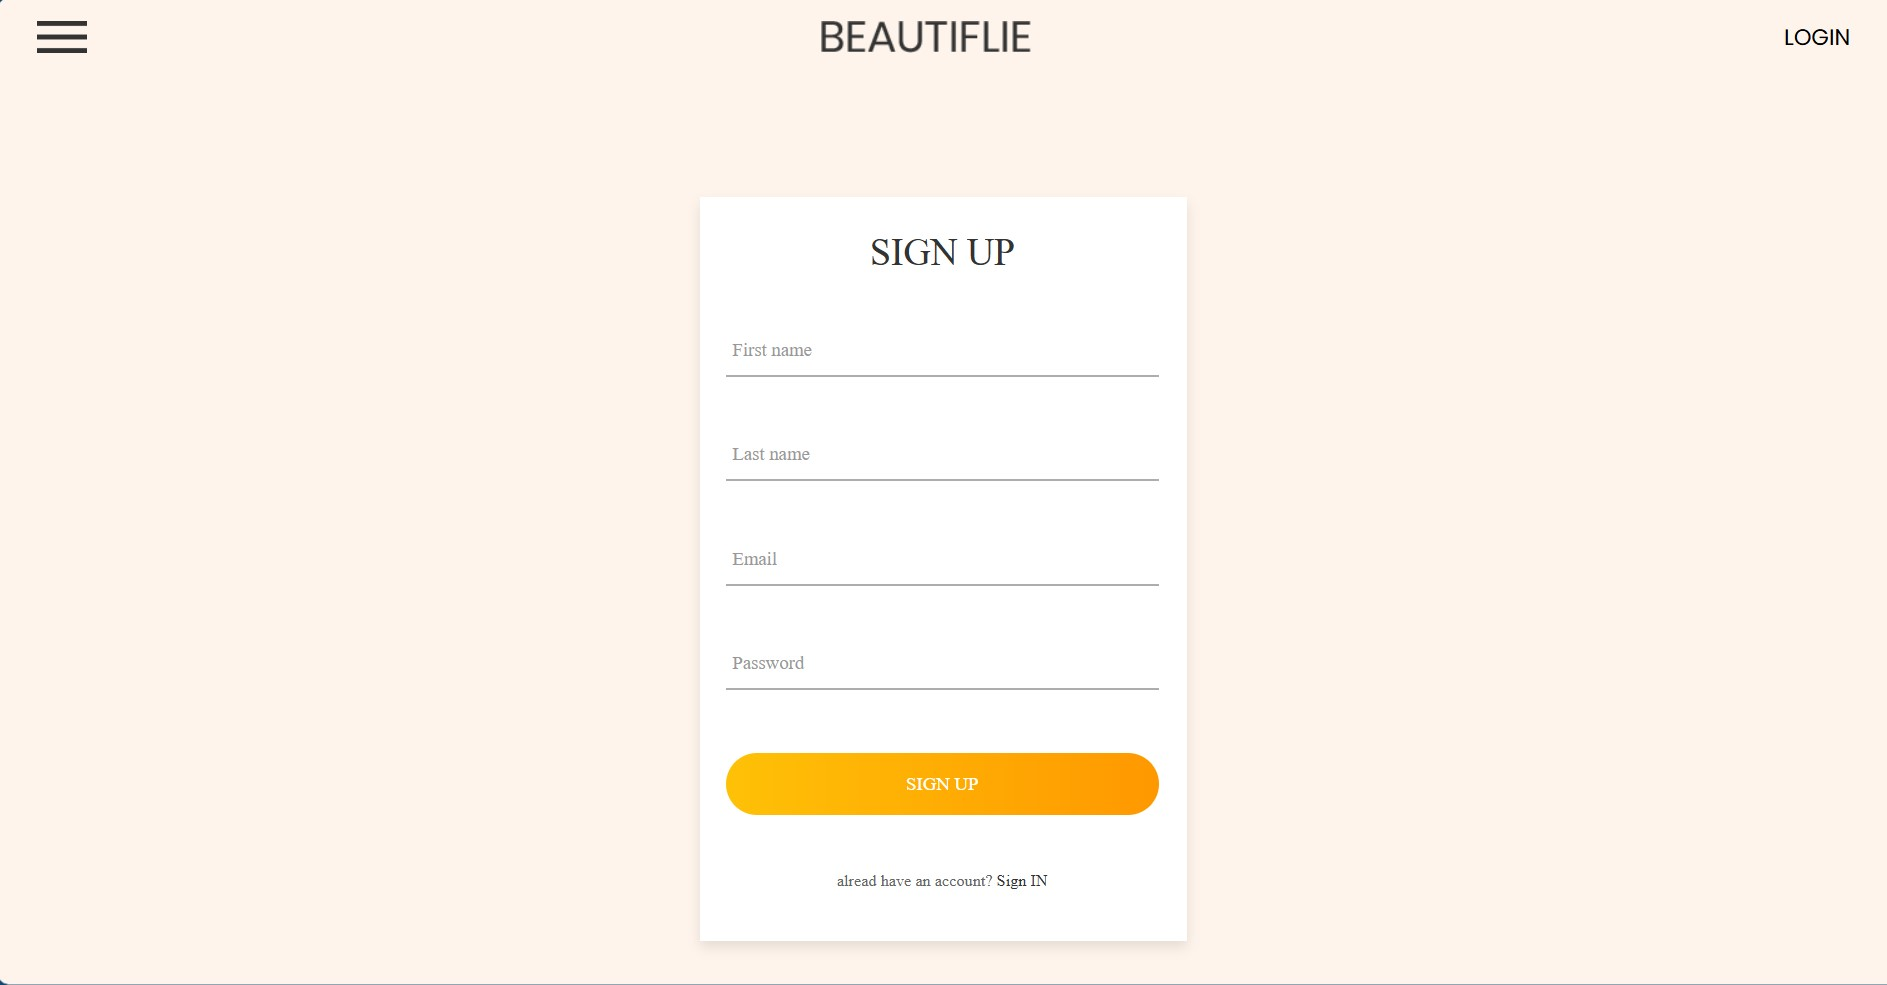 BEAUTIFLIE
LOGIN
SIGN UP
First name
Last name
Email
Password
SIGN UP
alread have an account? Sign IN